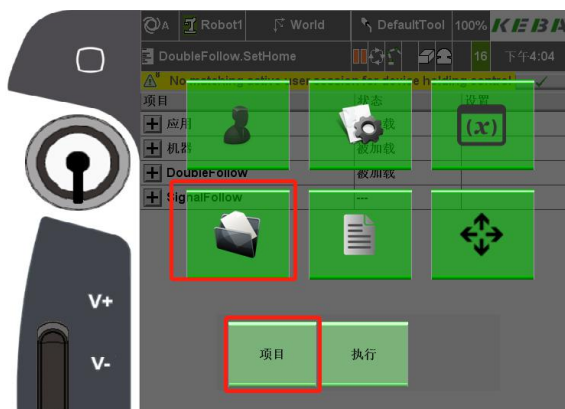 A Robot1 World DefaultTool 100% KEBA
DoubleFollow.SetHome 16 下午4:04
No matching active user session for device holding control
项目 状态 设置
应用 被加载
机器 被加载
DoubleFollow 被加载
SignalFollow ---
(x)
项目 执行
V+
V-